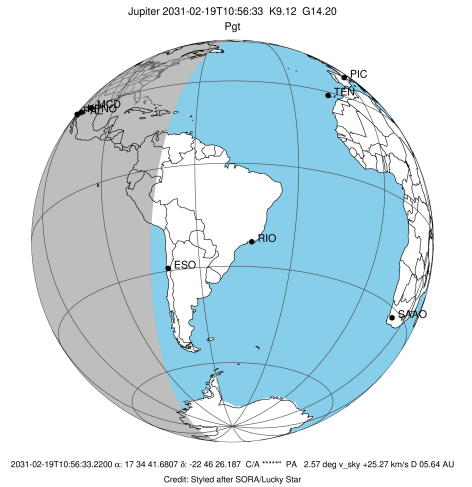 Jupiter 2031-02-19T10:56:33 K9.12 G14.20
Pgt
PIC
TEN
MCD
RIO
ESO
SAAO
2031-02-19T10:56:33.2200 α: 17 34 41.6807 δ: -22 46 26.187 C/A *****" PA 2.57 deg v_sky +25.27 km/s D 05.64 AU
Credit: Styled after SORA/Lucky Star